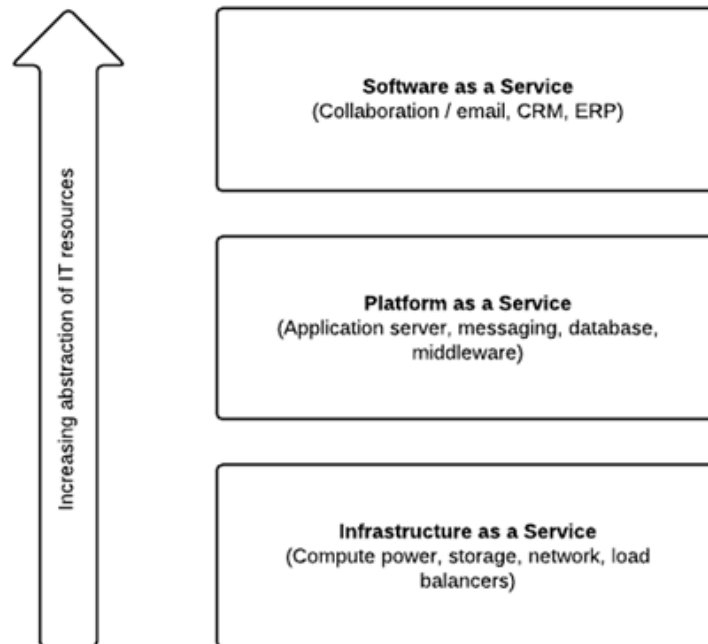 Increasing abstraction of IT resources
Software as a Service
(Collaboration / email, CRM, ERP)
Platform as a Service
(Application server, messaging, database,
middleware)
Infrastructure as a Service
(Compute power, storage, network, load
balancers)